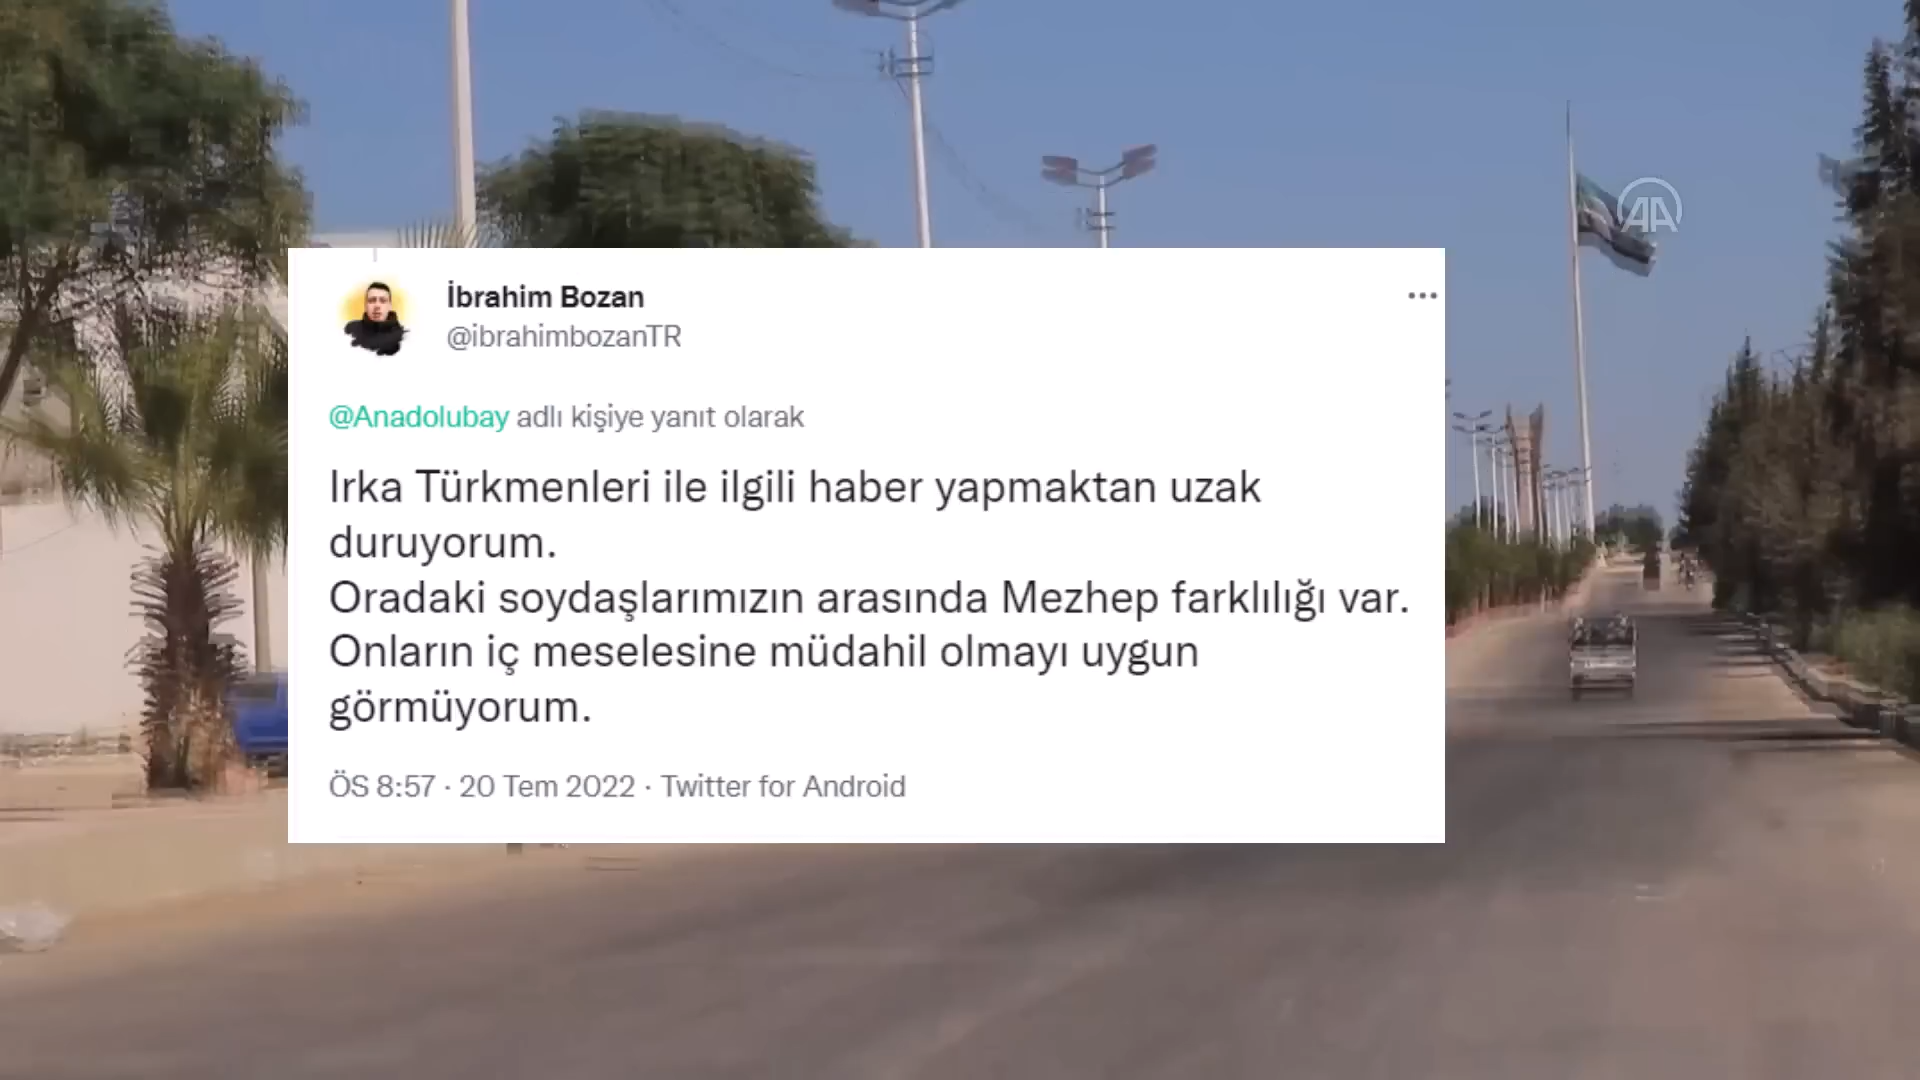 AA
İbrahim Bozan
@ibrahimbozanTR
@Anadolubay adlı kişiye yanıt olarak
Irka Türkmenleri ile ilgili haber yapmaktan uzak
duruyorum.
Oradaki soydaşlarımızın arasında Mezhep farklılığı var.
Onların iç meselesine müdahil olmayı uygun
görmüyorum.
ÖS 8:57 · 20 Tem 2022 · Twitter for Android